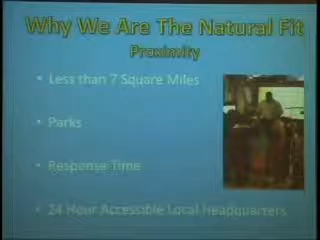 Why We Are The Natural Fit
Proximity
• Less than 7 Square Miles
• Parks
• Response Time
• 24 Hour Accessible Local Headquarters